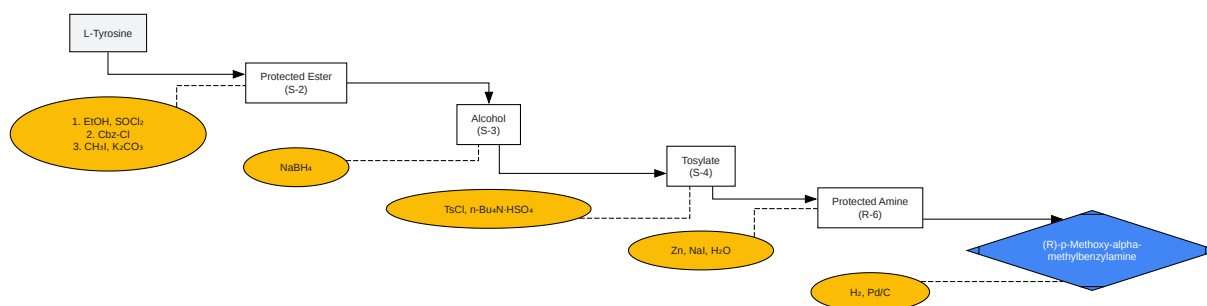 L-Tyrosine
Protected Ester
(S-2)
1. EtOH, SOCl₂
2. Cbz-Cl
3. CH₃I, K₂CO₃
Alcohol
(S-3)
NaBH₄
Tosylate
(S-4)
TsCl, n-Bu₄N·HSO₄
Protected Amine
(R-6)
Zn, NaI, H₂O
(R)-p-Methoxy-alpha-
methylbenzylamine
H₂, Pd/C